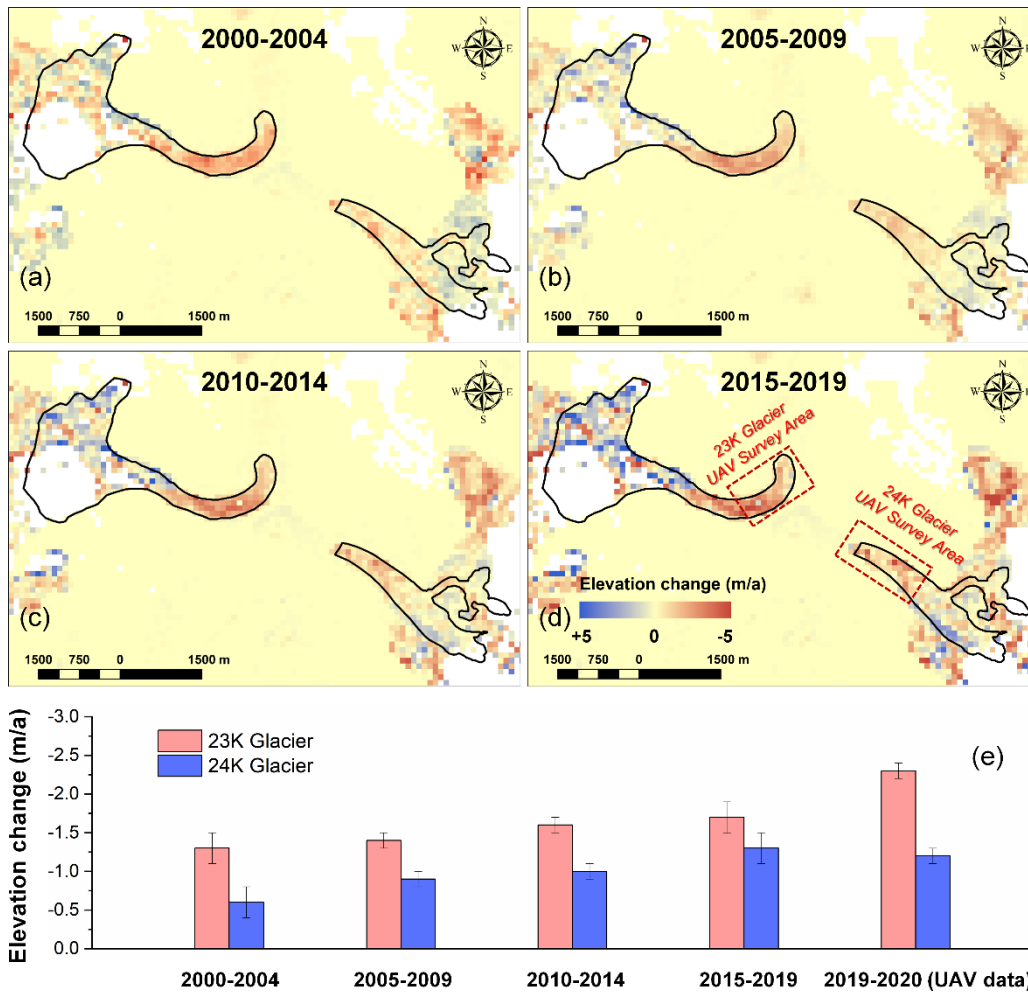 2000-2004
N
W E
S
(a)
1500 750 0 1500 m
2005-2009
N
W E
S
(b)
1500 750 0 1500 m
2010-2014
N
W E
S
(c)
1500 750 0 1500 m
2015-2019
N
W E
S
23K Glacier
UAV Survey Area
24K Glacier
UAV Survey Area
Elevation change (m/a)
+5 0 -5
(d)
1500 750 0 1500 m
Elevation change (m/a)
-3.0
-2.5
-2.0
-1.5
-1.0
-0.5
0.0
23K Glacier
24K Glacier
(e)
2000-2004 2005-2009 2010-2014 2015-2019 2019-2020 (UAV data)